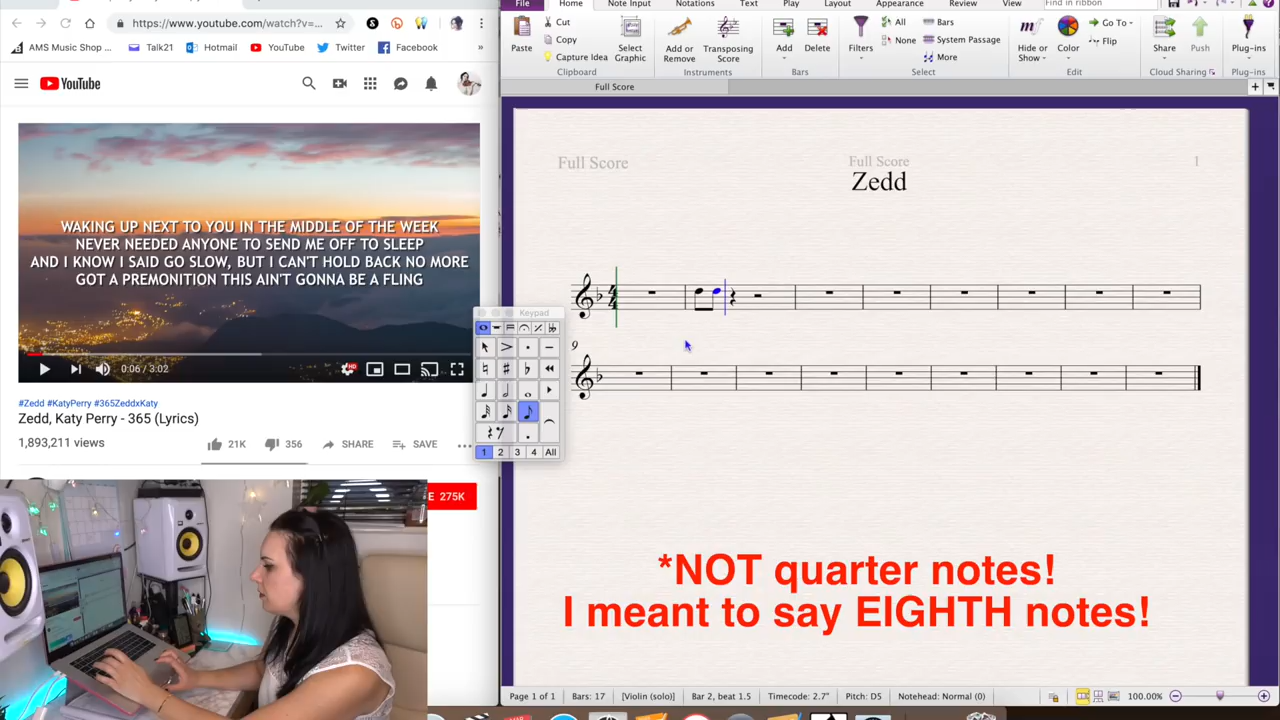 https://www.youtube.com/watch?v=...
AMS Music Shop ...
Talk21
Hotmail
YouTube
Twitter
Facebook
»
YouTube
WAKING UP NEXT TO YOU IN THE MIDDLE OF THE WEEK
NEVER NEEDED ANYONE TO SEND ME OFF TO SLEEP
AND I KNOW I SAID GO SLOW, BUT I CAN'T HOLD BACK NO MORE
GOT A PREMONITION THIS AIN'T GONNA BE A FLING
0:06 / 3:02
HD
#Zedd #KatyPerry #365ZeddxKaty
Zedd, Katy Perry - 365 (Lyrics)
1,893,211 views
21K
356
SHARE
SAVE
E 275K
File
Home
Note Input
Notations
Text
Play
Layout
Appearance
Review
View
Find in ribbon
Paste
Cut
Copy
Capture Idea
Clipboard
Select Graphic
Add or Remove
Transposing Score
Instruments
Add
Delete
Bars
Filters
All
None
Bars
System Passage
More
Select
Hide or Show
Color
Go To
Flip
Edit
Share
Push
Cloud Sharing
Plug-ins
Plug-ins
Full Score
Full Score
Full Score
1
Zedd
9
Keypad
1 2 3 4 All
*NOT quarter notes!
I meant to say EIGHTH notes!
Page 1 of 1
Bars: 17
[Violin (solo)]
Bar 2, beat 1.5
Timecode: 2.7"
Pitch: D5
Notehead: Normal (0)
100.00%